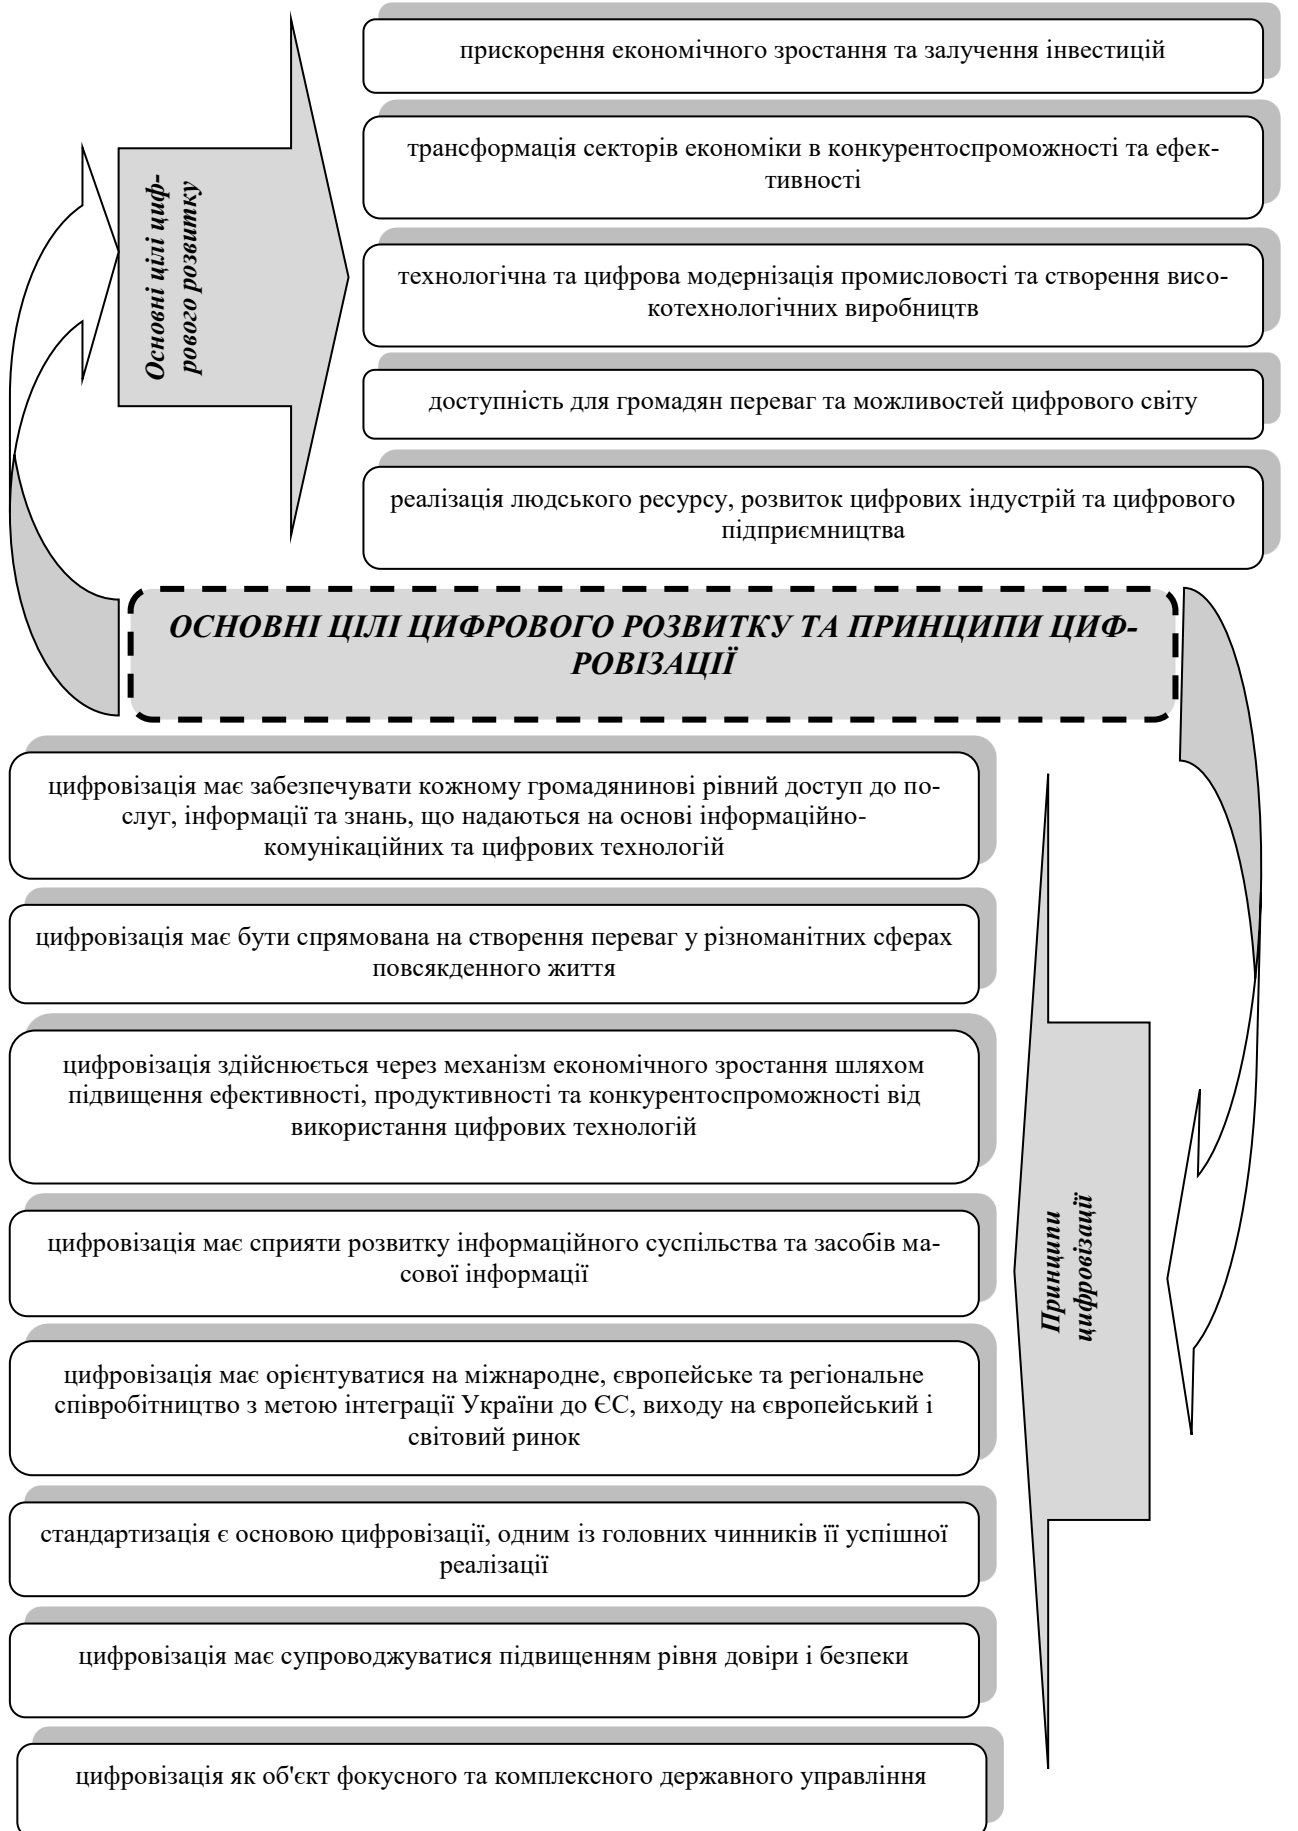 прискорення економічного зростання та залучення інвестицій
трансформація секторів економіки в конкурентоспроможності та ефек-
тивності
Основні цілі циф-
рового розвитку
технологічна та цифрова модернізація промисловості та створення висо-
котехнологічних виробництв
доступність для громадян переваг та можливостей цифрового світу
реалізація людського ресурсу, розвиток цифрових індустрій та цифрового
підприємництва
ОСНОВНІ ЦІЛІ ЦИФРОВОГО РОЗВИТКУ ТА ПРИНЦИПИ ЦИФ-
РОВІЗАЦІЇ
цифровізація має забезпечувати кожному громадянинові рівний доступ до по-
слуг, інформації та знань, що надаються на основі інформаційно-
комунікаційних та цифрових технологій
цифровізація має бути спрямована на створення переваг у різноманітних сферах
повсякденного життя
цифровізація здійснюється через механізм економічного зростання шляхом
підвищення ефективності, продуктивності та конкурентоспроможності від
використання цифрових технологій
цифровізація має сприяти розвитку інформаційного суспільства та засобів ма-
сової інформації
Принципи
цифровізації
цифровізація має орієнтуватися на міжнародне, європейське та регіональне
співробітництво з метою інтеграції України до ЄС, виходу на європейський і
світовий ринок
стандартизація є основою цифровізації, одним із головних чинників її успішної
реалізації
цифровізація має супроводжуватися підвищенням рівня довіри і безпеки
цифровізація як об'єкт фокусного та комплексного державного управління